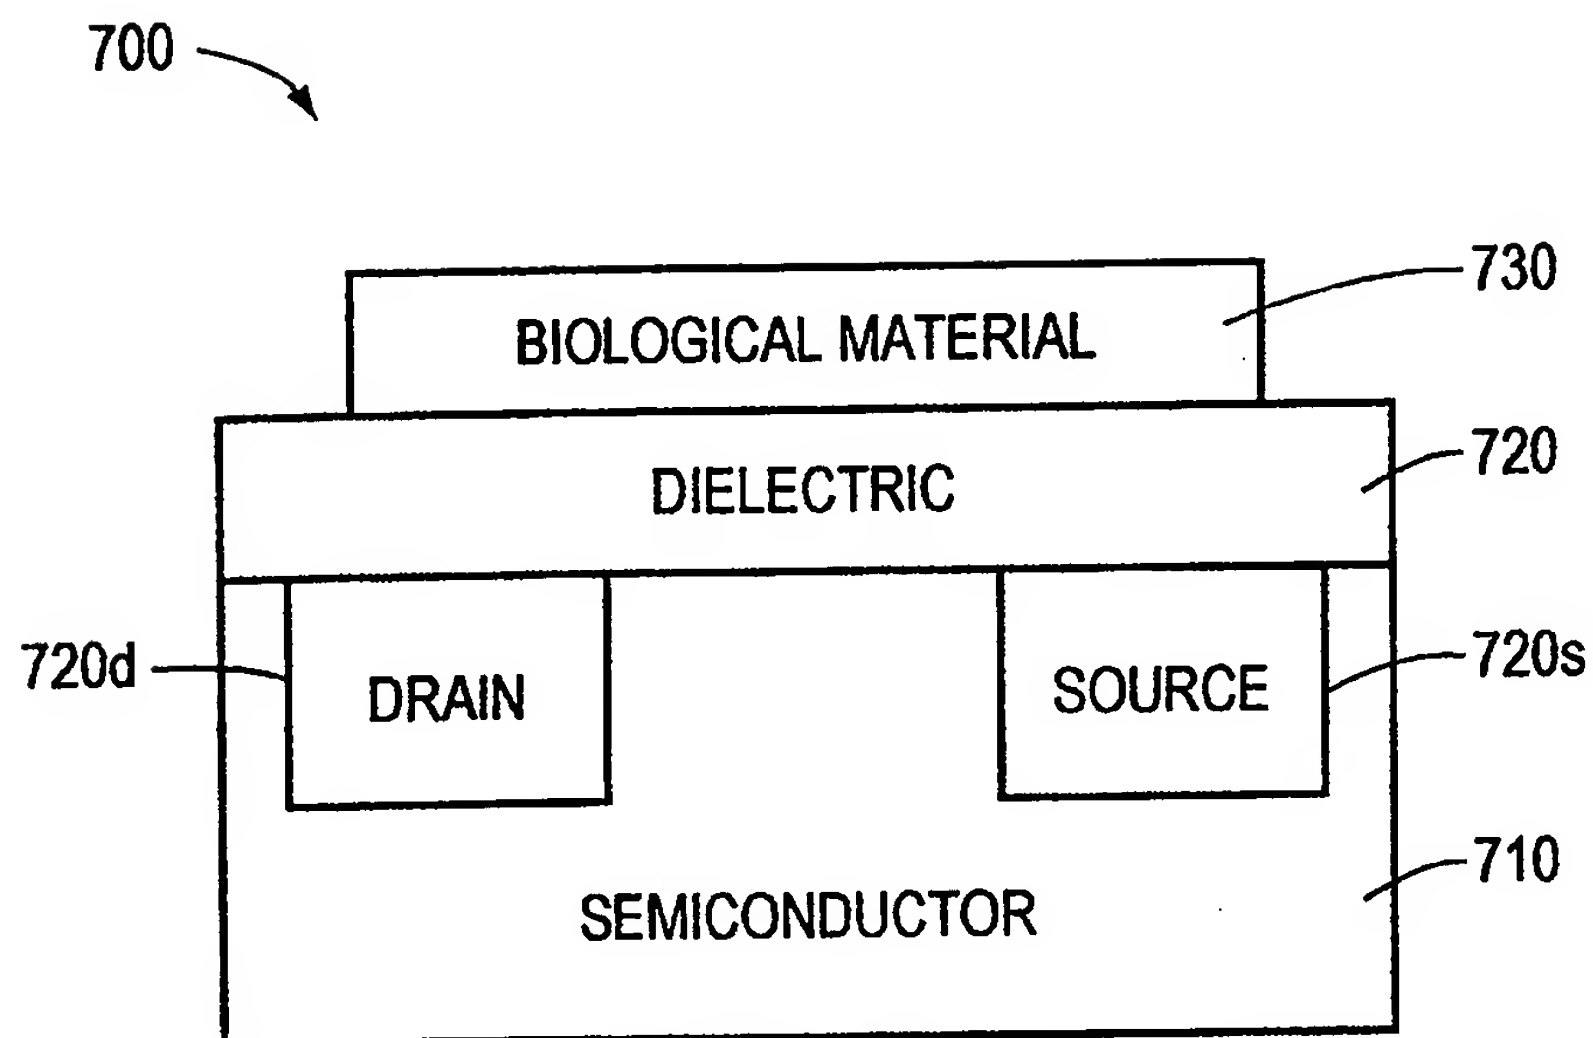 700
730
BIOLOGICAL MATERIAL
720
DIELECTRIC
720d
DRAIN
SOURCE
720s
710
SEMICONDUCTOR